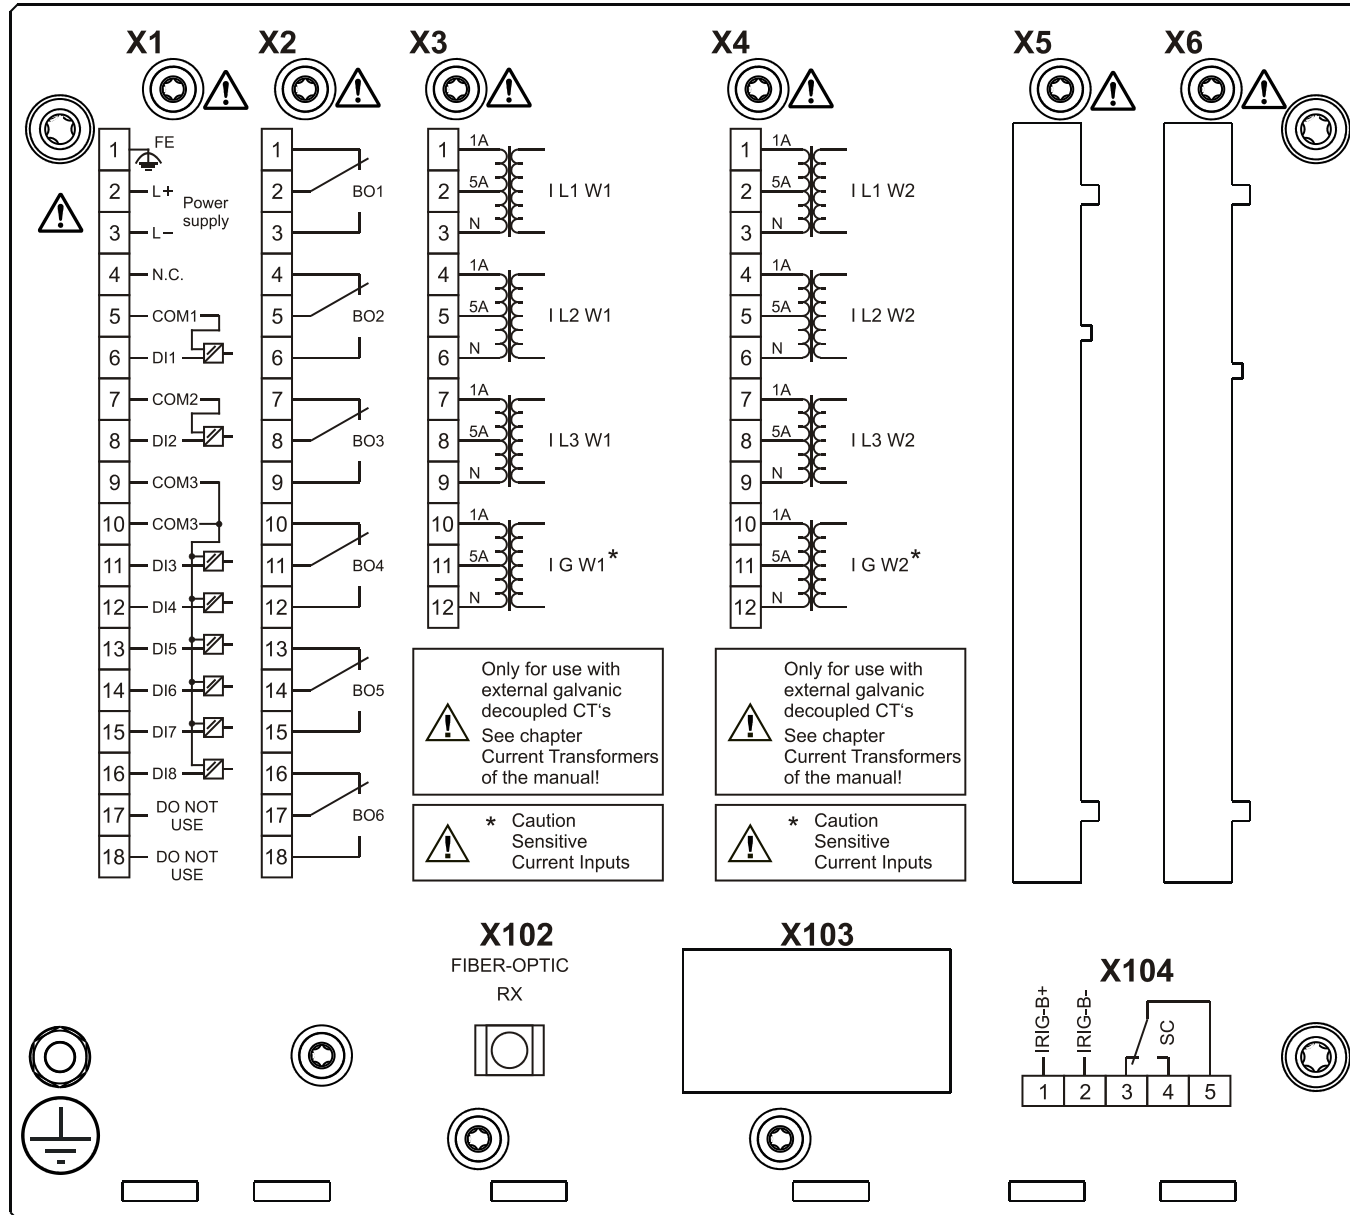 X1
X2
X3
X4
X5
X6
1
FE
2
L+
Power
supply
3
L–
4
N.C.
5
COM1
6
DI1
7
COM2
8
DI2
9
COM3
10
COM3
11
DI3
12
DI4
13
DI5
14
DI6
15
DI7
16
DI8
17
DO NOT
USE
18
DO NOT
USE
1
2
BO1
3
4
5
BO2
6
7
8
BO3
9
10
11
BO4
12
13
14
BO5
15
16
17
BO6
18
1
1A
2
5A
I L1 W1
3
N
4
1A
5
5A
I L2 W1
6
N
7
1A
8
5A
I L3 W1
9
N
10
1A
11
5A
I G W1*
12
N
Only for use with
external galvanic
decoupled CT‘s
See chapter
Current Transformers
of the manual!
* Caution
Sensitive
Current Inputs
1
1A
2
5A
I L1 W2
3
N
4
1A
5
5A
I L2 W2
6
N
7
1A
8
5A
I L3 W2
9
N
10
1A
11
5A
I G W2*
12
N
Only for use with
external galvanic
decoupled CT‘s
See chapter
Current Transformers
of the manual!
* Caution
Sensitive
Current Inputs
X102
FIBER-OPTIC
RX
X103
X104
IRIG-B+
IRIG-B-
SC
1 2 3 4 5